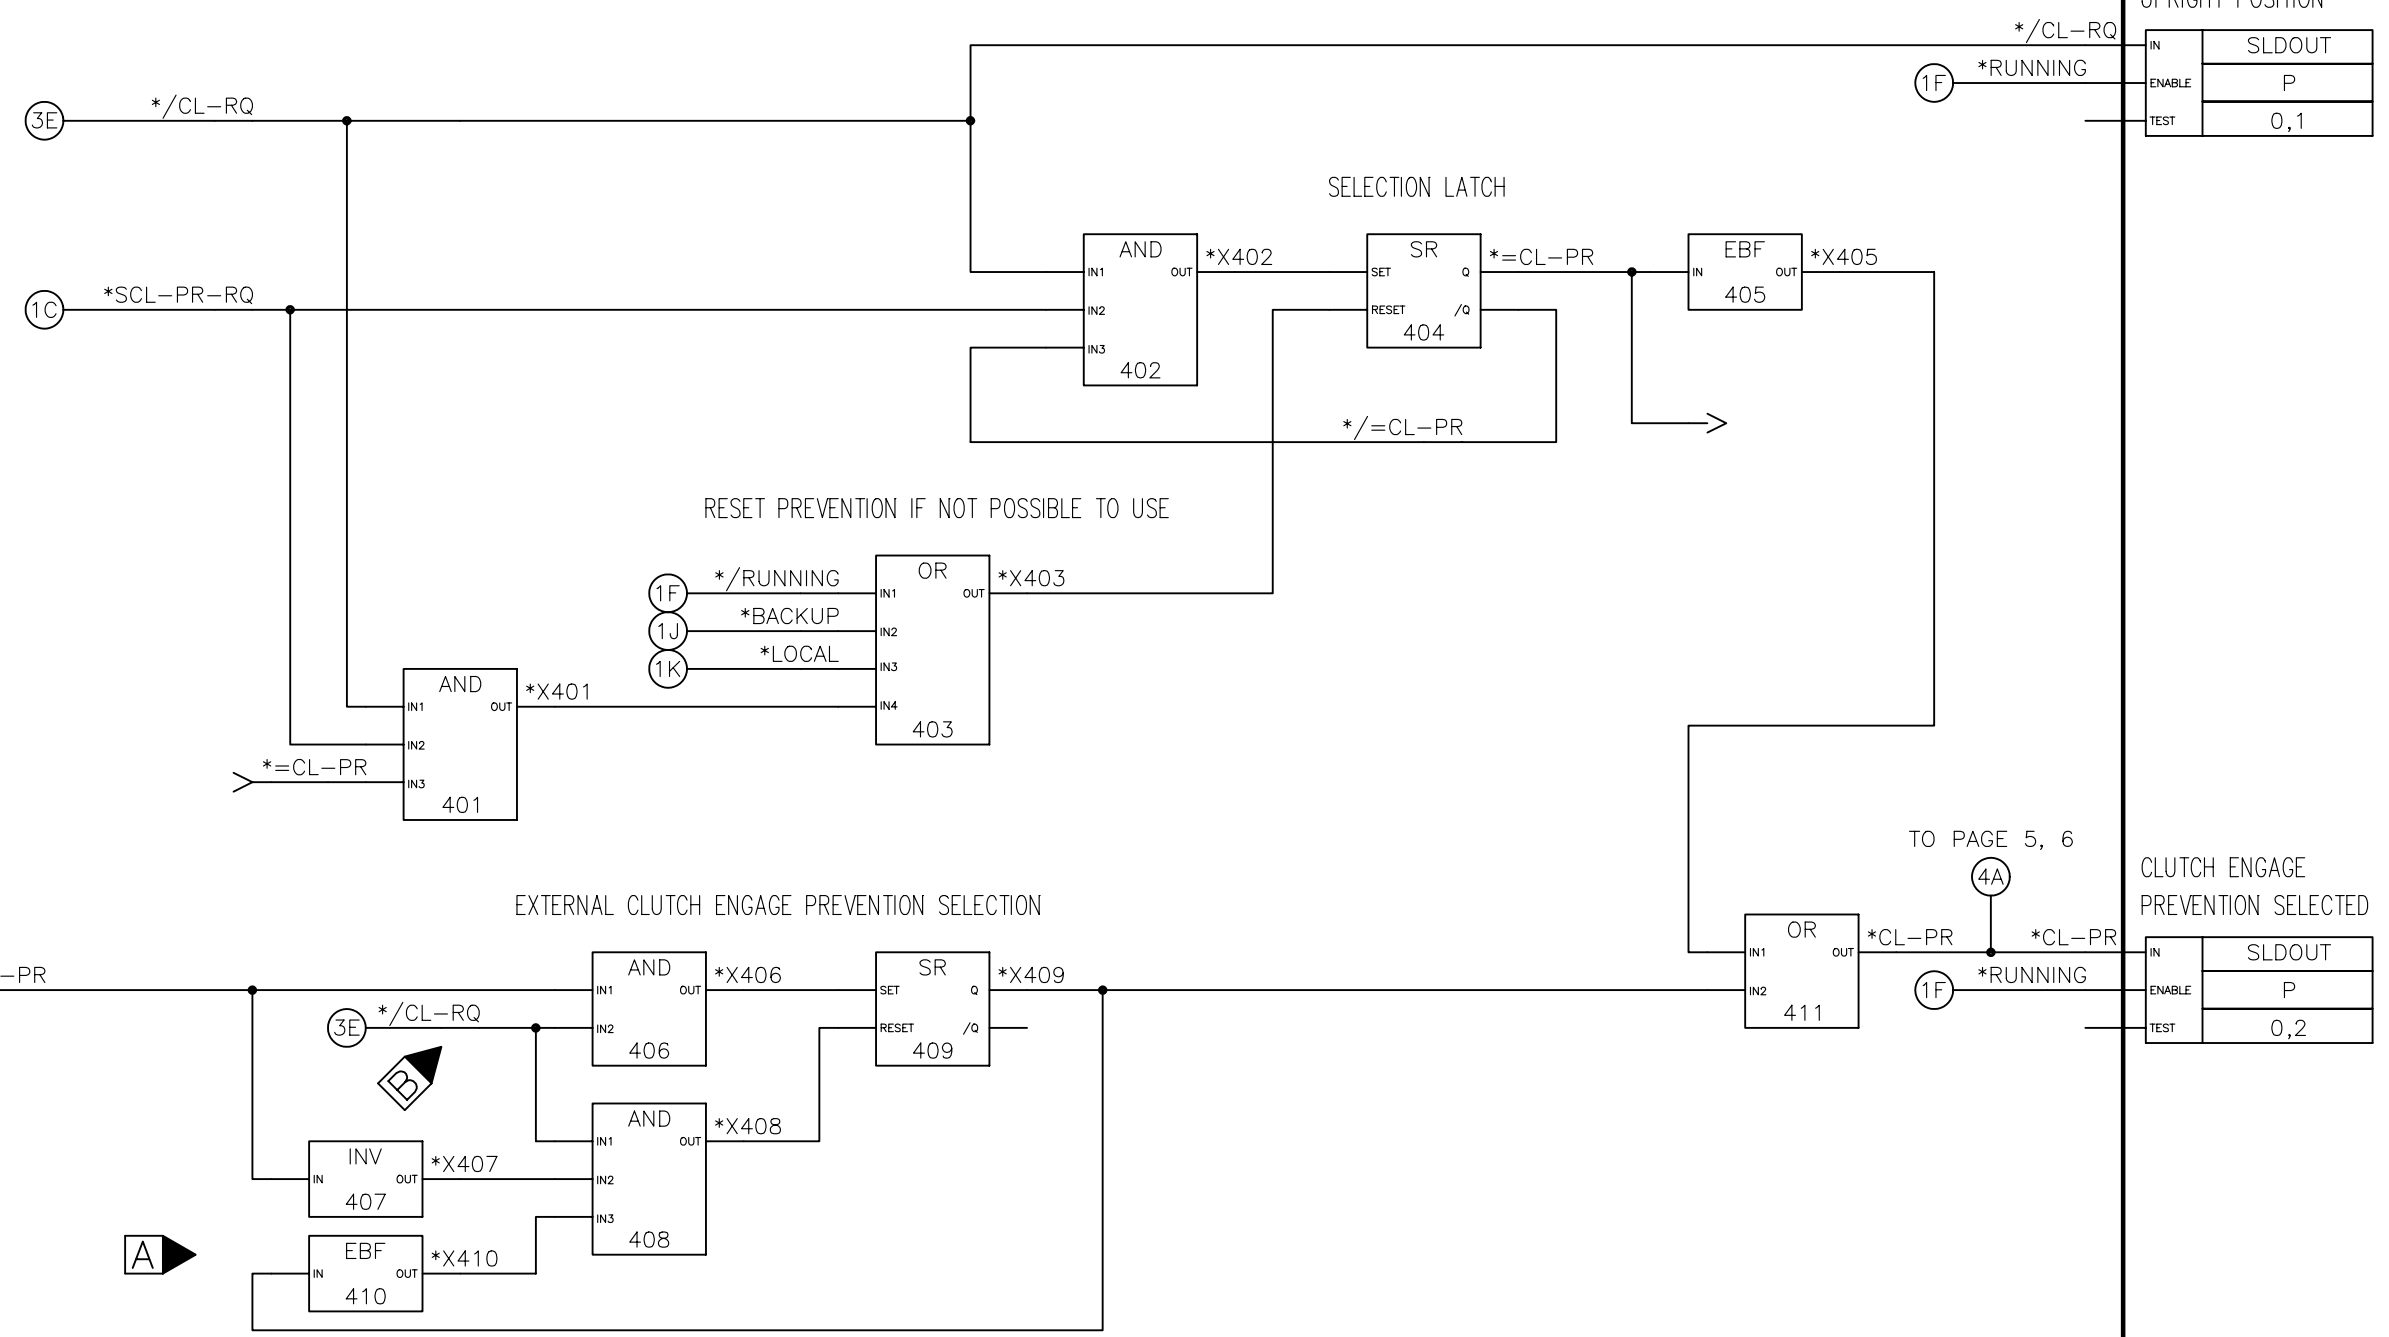 UPRIGHT POSITION
*/CL-RQ
IN
SLDOUT
1F
*RUNNING
ENABLE
P
TEST
0,1
3E
*/CL-RQ
SELECTION LATCH
AND
IN1
OUT
IN2
IN3
402
*X402
SR
SET
Q
RESET
/Q
404
*=CL-PR
EBF
IN
OUT
405
*X405
1C
*SCL-PR-RQ
*/=CL-PR
RESET PREVENTION IF NOT POSSIBLE TO USE
1F
*/RUNNING
1J
*BACKUP
1K
*LOCAL
OR
IN1
OUT
IN2
IN3
IN4
403
*X403
AND
IN1
OUT
IN2
IN3
401
*X401
*=CL-PR
TO PAGE 5, 6
4A
CLUTCH ENGAGE
PREVENTION SELECTED
EXTERNAL CLUTCH ENGAGE PREVENTION SELECTION
-PR
AND
IN1
OUT
IN2
406
*X406
3E
*/CL-RQ
SR
SET
Q
RESET
/Q
409
*X409
OR
IN1
OUT
IN2
411
*CL-PR
*CL-PR
IN
SLDOUT
1F
*RUNNING
ENABLE
P
TEST
0,2
B
AND
IN1
OUT
IN2
IN3
408
*X408
INV
IN
OUT
407
*X407
A
EBF
IN
OUT
410
*X410